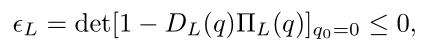 ϵ_L = det[1 − D_L(q)Π_L(q)]_{q_0=0} ≤ 0,